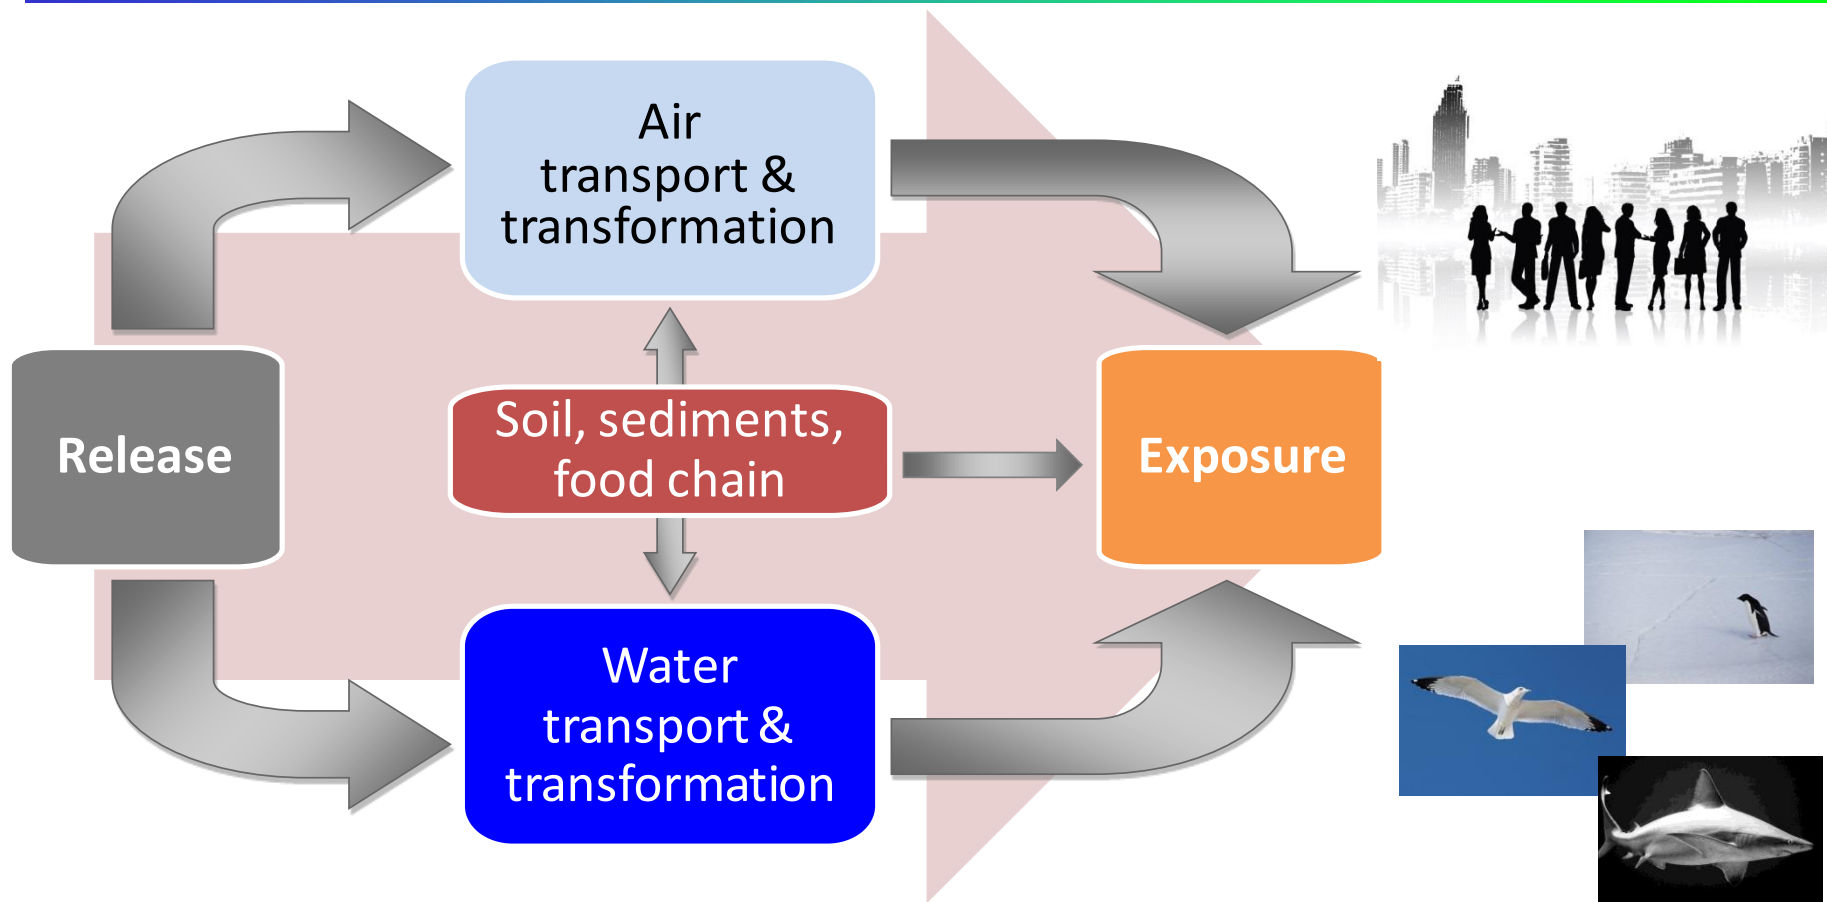 Air
transport &
transformation
Release
Soil, sediments,
food chain
Exposure
Water
transport &
transformation